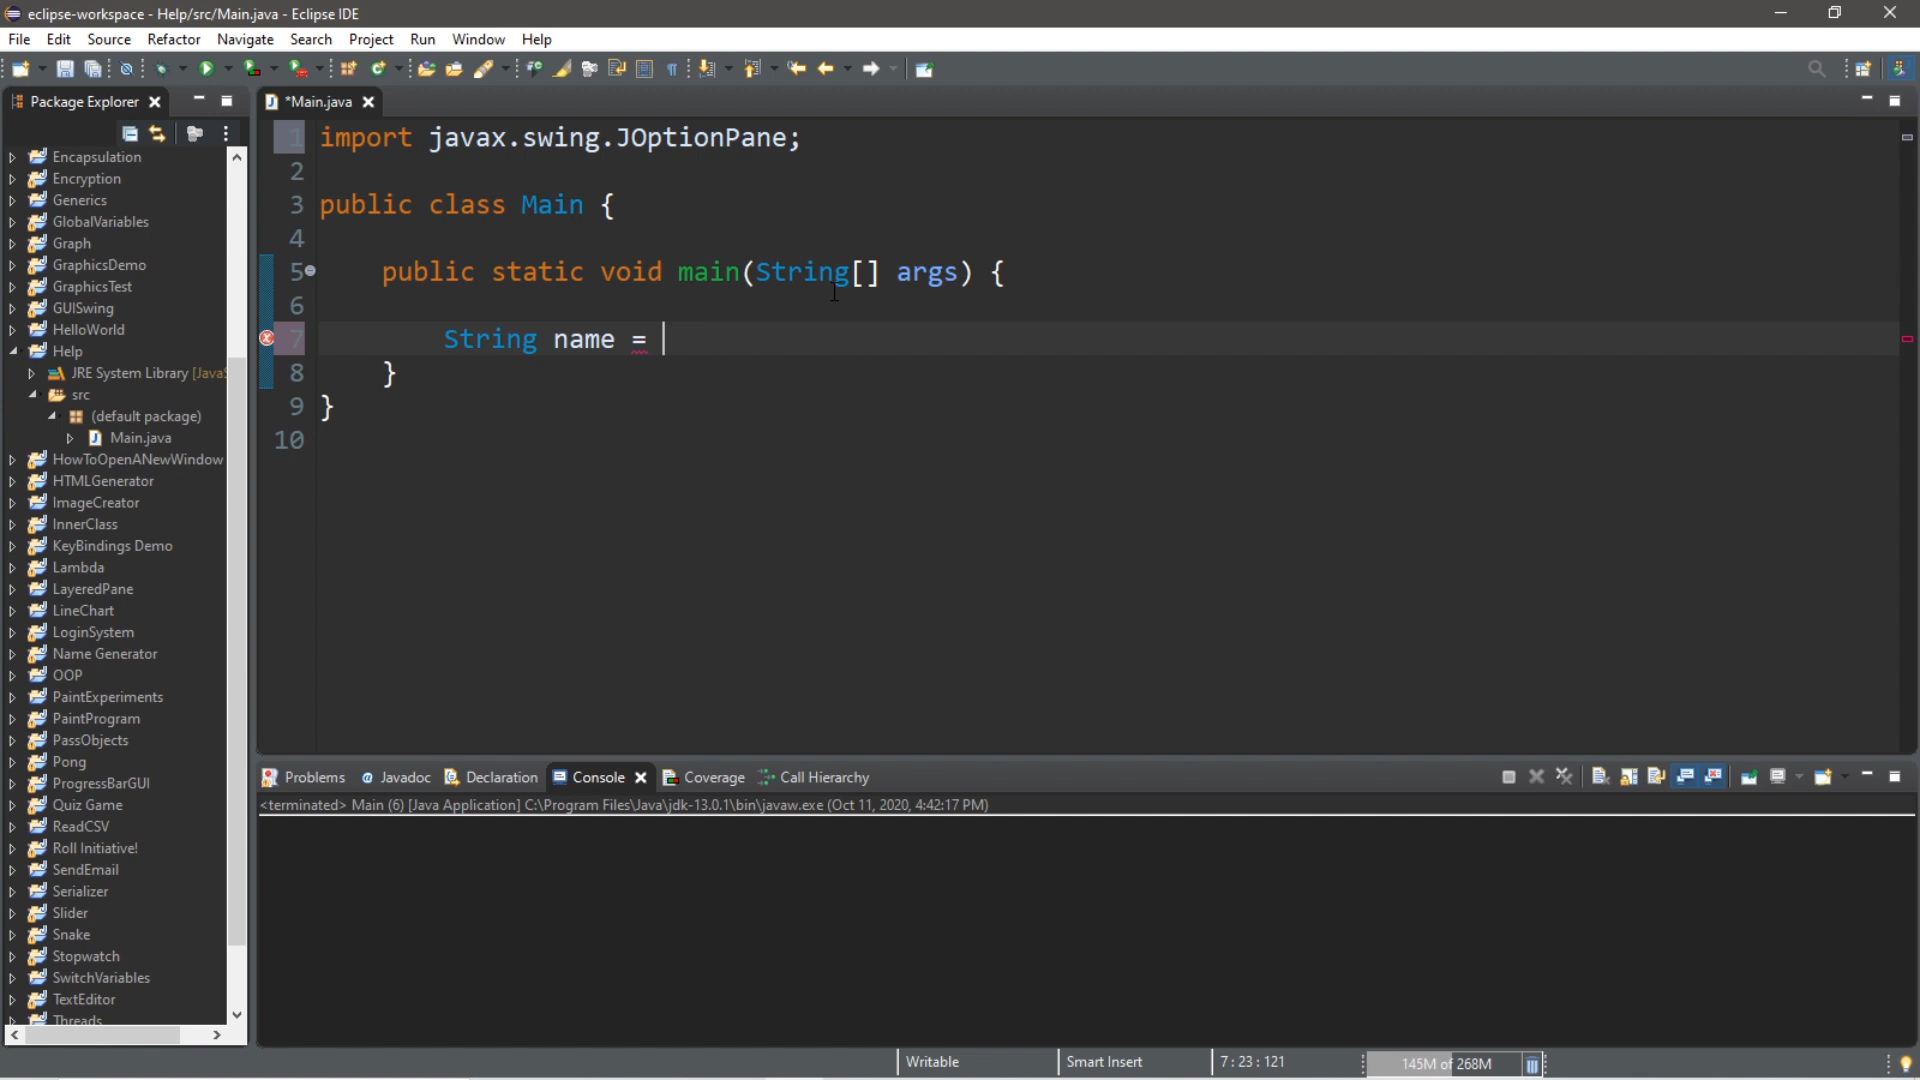 eclipse-workspace - Help/src/Main.java - Eclipse IDE
File Edit Source Refactor Navigate Search Project Run Window Help
Package Explorer
*Main.java
Encapsulation
Encryption
Generics
GlobalVariables
Graph
GraphicsDemo
GraphicsTest
GUISwing
HelloWorld
Help
JRE System Library [JavaS
src
(default package)
Main.java
HowToOpenANewWindow
HTMLGenerator
ImageCreator
InnerClass
KeyBindings Demo
Lambda
LayeredPane
LineChart
LoginSystem
Name Generator
OOP
PaintExperiments
PaintProgram
PassObjects
Pong
ProgressBarGUI
Quiz Game
ReadCSV
Roll Initiative!
SendEmail
Serializer
Slider
Snake
Stopwatch
SwitchVariables
TextEditor
Threads
1 import javax.swing.JOptionPane;
2
3 public class Main {
4
5 public static void main(String[] args) {
6
7 String name =
8 }
9 }
10
Problems Javadoc Declaration Console Coverage Call Hierarchy
<terminated> Main (6) [Java Application] C:\Program Files\Java\jdk-13.0.1\bin\javaw.exe (Oct 11, 2020, 4:42:17 PM)
Writable Smart Insert 7 : 23 : 121 145M of 268M